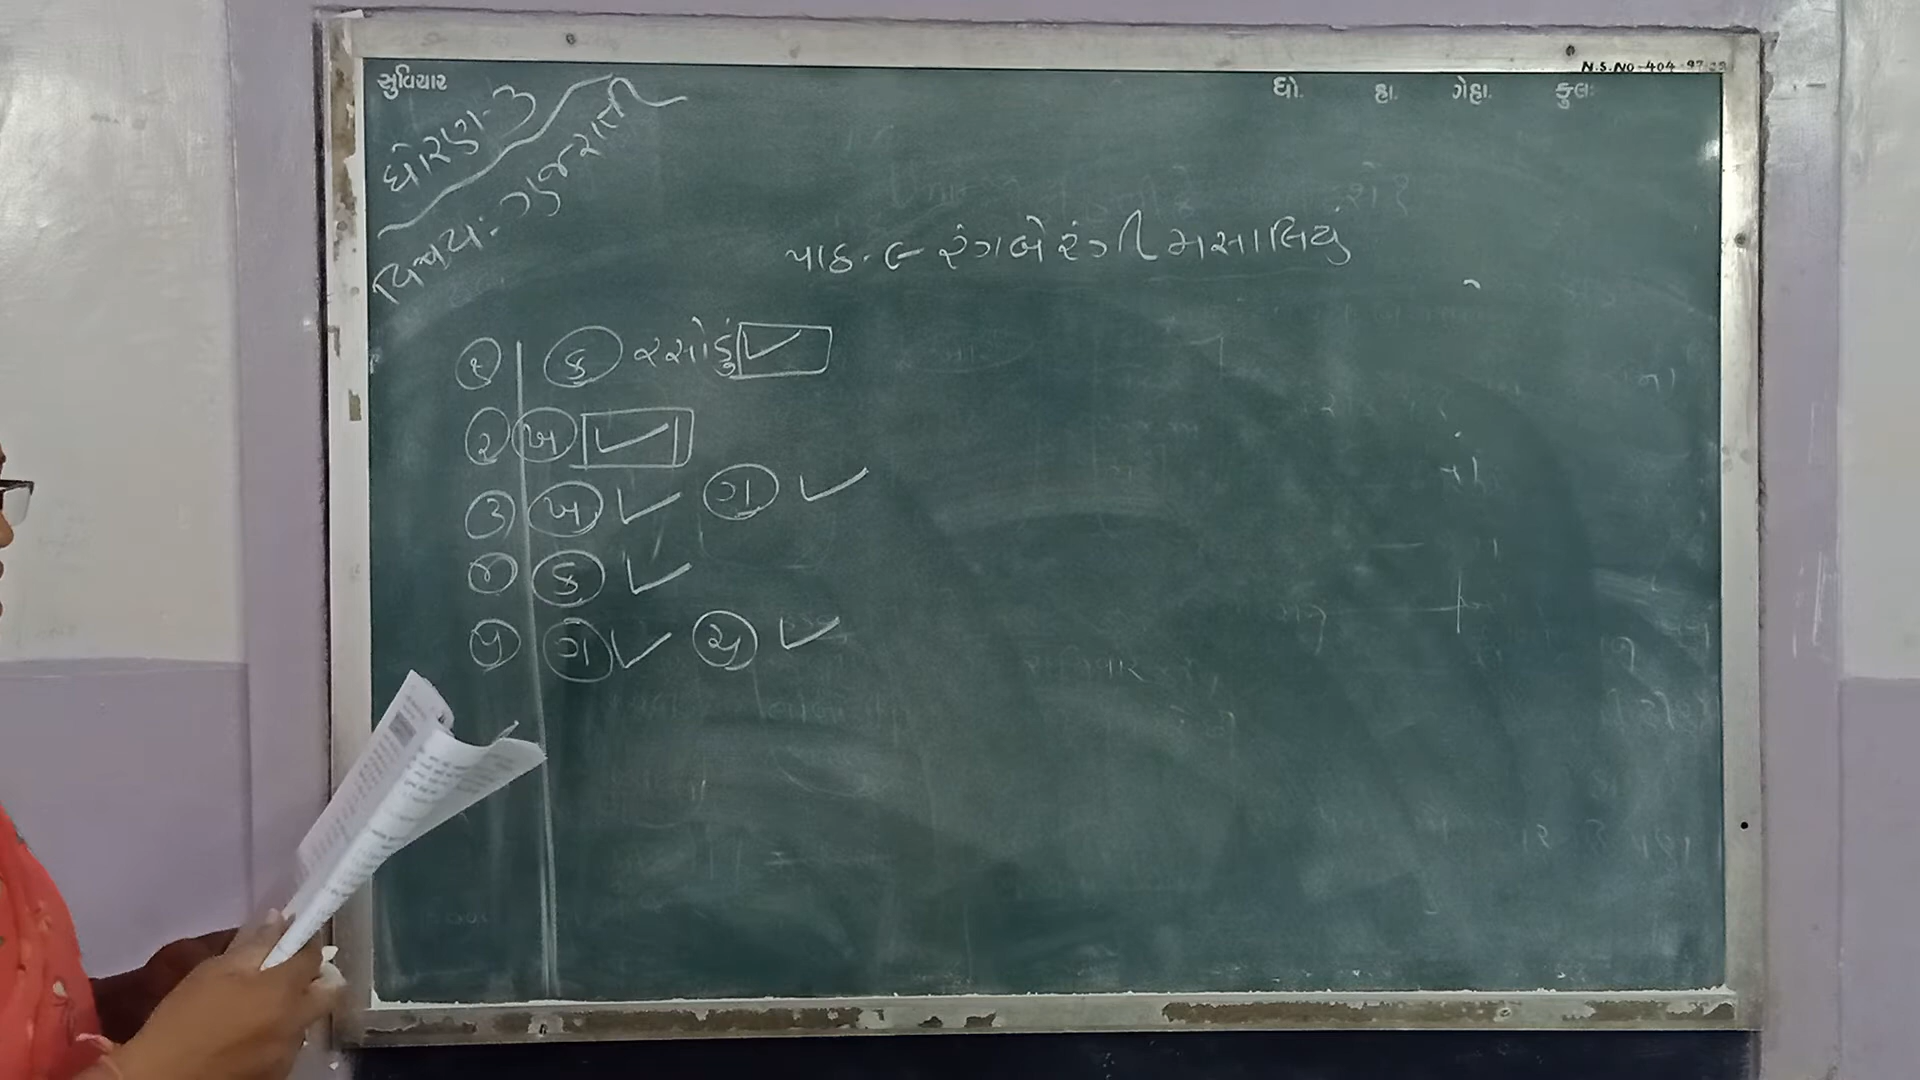 N.S.NO-404
સુવિચાર
ધો. હા. ગેહા. કુલ
ધોરણ-૩
વિષય:- ગુજરાતી
પાઠ-૯ રંગબેરંગી મસાલિયું
૧ ક રસોડું ✓
૨ ખ ✓
૩ ખ ✓ ગ ✓
૪ ક ✓
૫ ગ ✓ ચ ✓